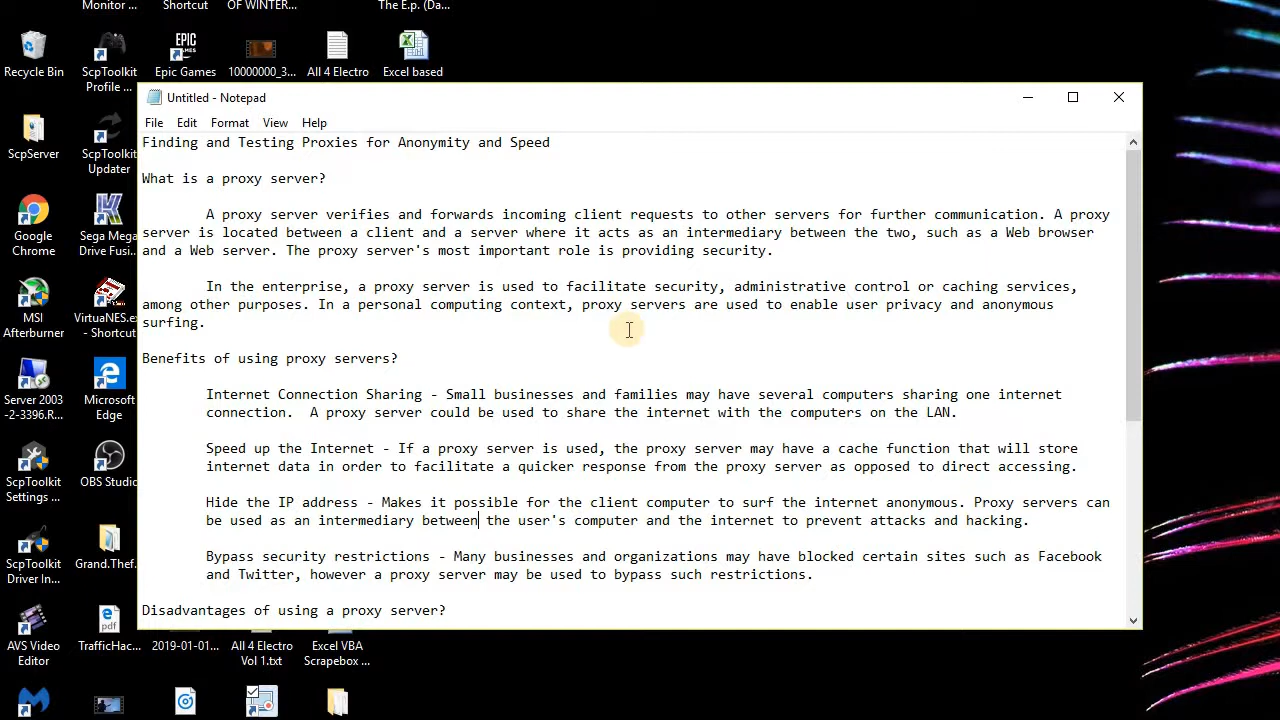 Monitor ...
Shortcut
OF WINTER...
The E.p. (Da...
Recycle Bin
ScpToolkit
Profile ...
Epic Games
10000000_3...
All 4 Electro
Excel based
Untitled - Notepad
File Edit Format View Help
Finding and Testing Proxies for Anonymity and Speed
What is a proxy server?
A proxy server verifies and forwards incoming client requests to other servers for further communication. A proxy
server is located between a client and a server where it acts as an intermediary between the two, such as a Web browser
and a Web server. The proxy server's most important role is providing security.
In the enterprise, a proxy server is used to facilitate security, administrative control or caching services,
among other purposes. In a personal computing context, proxy servers are used to enable user privacy and anonymous
surfing.
Benefits of using proxy servers?
Internet Connection Sharing - Small businesses and families may have several computers sharing one internet
connection.  A proxy server could be used to share the internet with the computers on the LAN.
Speed up the Internet - If a proxy server is used, the proxy server may have a cache function that will store
internet data in order to facilitate a quicker response from the proxy server as opposed to direct accessing.
Hide the IP address - Makes it possible for the client computer to surf the internet anonymous. Proxy servers can
be used as an intermediary between the user's computer and the internet to prevent attacks and hacking.
Bypass security restrictions - Many businesses and organizations may have blocked certain sites such as Facebook
and Twitter, however a proxy server may be used to bypass such restrictions.
Disadvantages of using a proxy server?
ScpServer
ScpToolkit
Updater
Google
Chrome
Sega Mega
Drive Fusi...
MSI
Afterburner
VirtuaNES.ex
- Shortcut
Server 2003
-2-3396.R...
Microsoft
Edge
ScpToolkit
Settings ...
OBS Studio
ScpToolkit
Driver In...
Grand.Thef...
AVS Video
Editor
pdf
TrafficHac...
2019-01-01...
All 4 Electro
Vol 1.txt
Excel VBA
Scrapebox ...